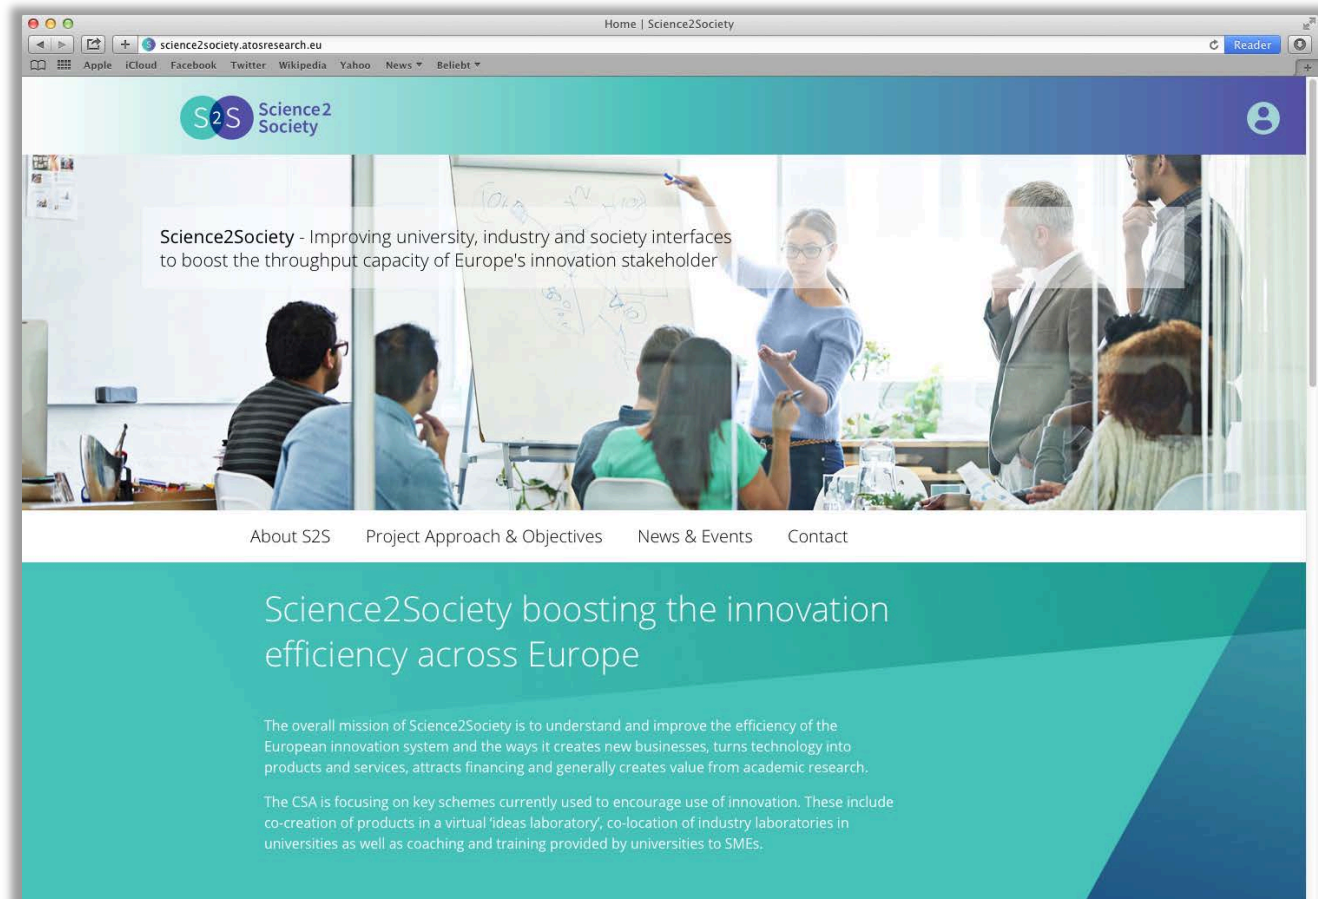 Home | Science2Society
science2society.atosresearch.eu
Reader
Apple iCloud Facebook Twitter Wikipedia Yahoo News Beliebt
S2S Science2
Society
Science2Society - Improving university, industry and society interfaces
to boost the throughput capacity of Europe's innovation stakeholder
About S2S Project Approach & Objectives News & Events Contact
Science2Society boosting the innovation
efficiency across Europe
The overall mission of Science2Society is to understand and improve the efficiency of the
European innovation system and the ways it creates new businesses, turns technology into
products and services, attracts financing and generally creates value from academic research.
The CSA is focusing on key schemes currently used to encourage use of innovation. These include
co-creation of products in a virtual ‘ideas laboratory’, co-location of industry laboratories in
universities as well as coaching and training provided by universities to SMEs.